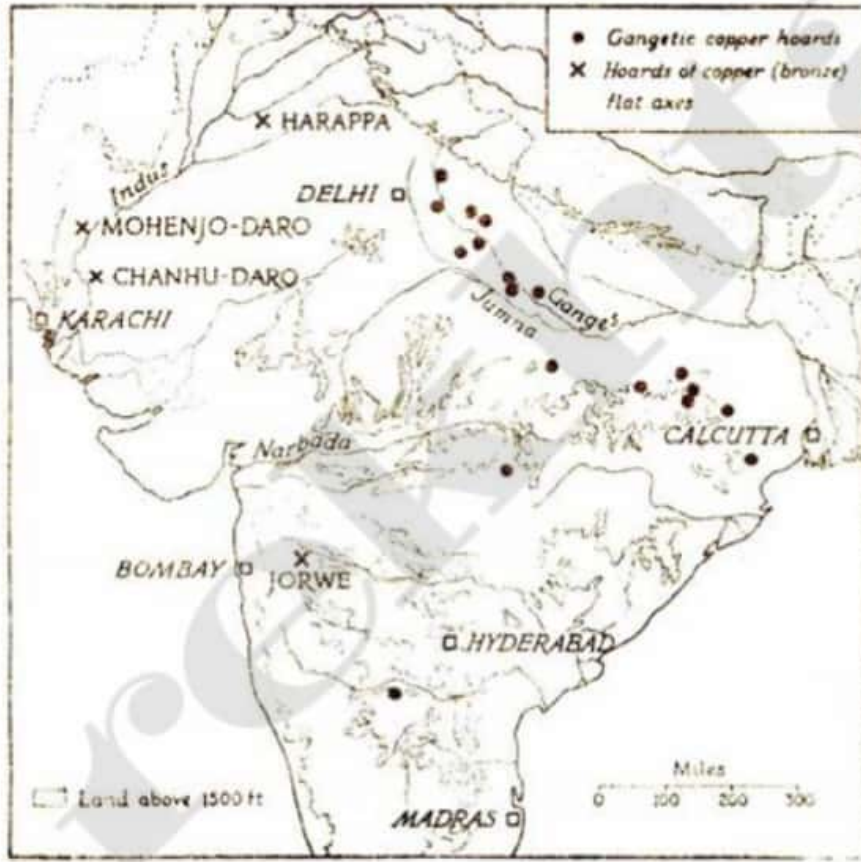 Gangetic copper hoards
Hoards of copper (bronze)
flat axes
HARAPPA
Indus
DELHI
MOHENJO-DARO
CHANHU-DARO
KARACHI
Ganges
Jumna
CALCUTTA
Narbada
BOMBAY
JORWE
HYDERABAD
Land above 1500 ft
Miles
0 100 200 300
MADRAS